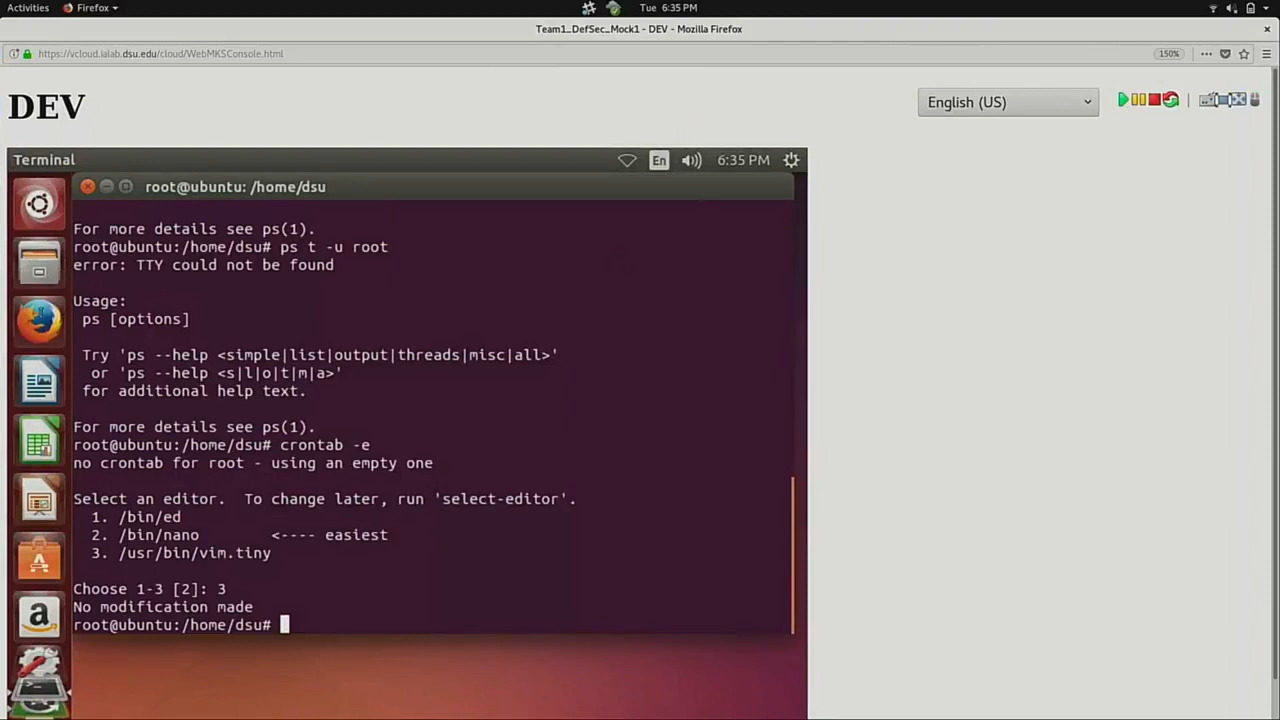 Activities Firefox Tue 6:35 PM
Team1_DefSec_Mock1 - DEV - Mozilla Firefox
https://vcloud.ialab.dsu.edu/cloud/WebMKSConsole.html 150%
DEV English (US)
Terminal En 6:35 PM
root@ubuntu: /home/dsu
For more details see ps(1).
root@ubuntu:/home/dsu# ps t -u root
error: TTY could not be found
Usage:
ps [options]
Try 'ps --help <simple|list|output|threads|misc|all>'
or 'ps --help <s|l|o|t|m|a>'
for additional help text.
For more details see ps(1).
root@ubuntu:/home/dsu# crontab -e
no crontab for root - using an empty one
Select an editor.  To change later, run 'select-editor'.
1. /bin/ed
2. /bin/nano        <---- easiest
3. /usr/bin/vim.tiny
Choose 1-3 [2]: 3
No modification made
root@ubuntu:/home/dsu#